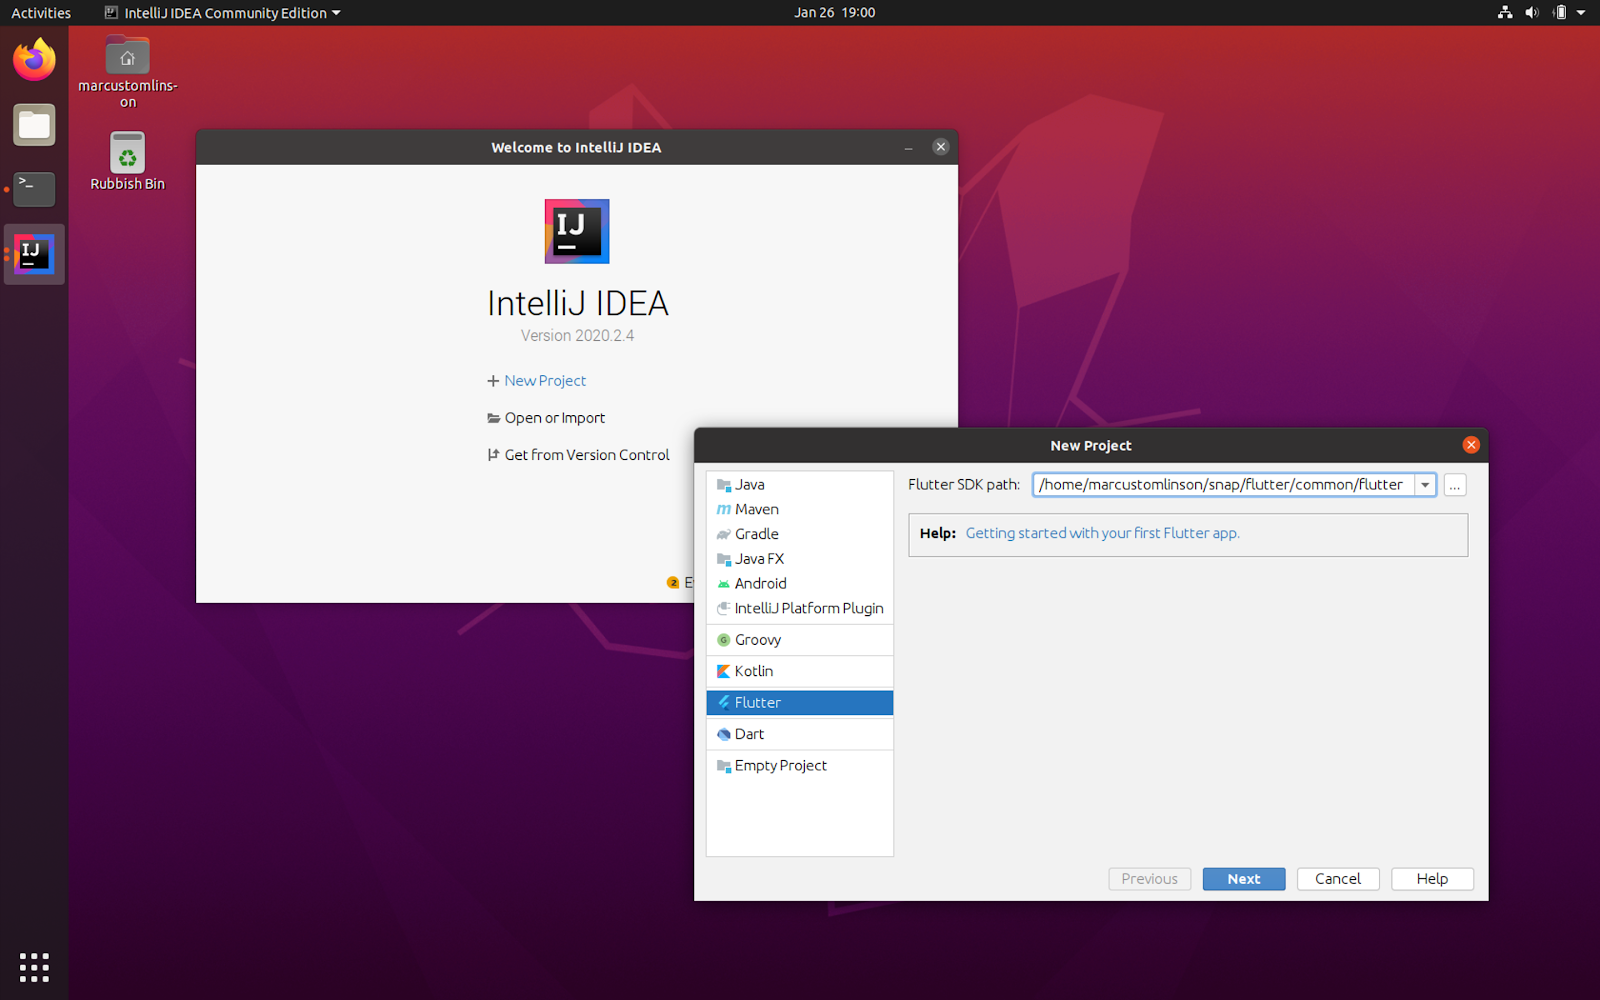 Activities
IntelliJ IDEA Community Edition
Jan 26 19:00
marcustomlins-
on
Rubbish Bin
Welcome to IntelliJ IDEA
IJ
IntelliJ IDEA
Version 2020.2.4
New Project
Open or Import
Get from Version Control
2 E
New Project
Java
Maven
Gradle
Java FX
Android
IntelliJ Platform Plugin
Groovy
Kotlin
Flutter
Dart
Empty Project
Flutter SDK path: /home/marcustomlinson/snap/flutter/common/flutter ...
Help: Getting started with your first Flutter app.
Previous Next Cancel Help